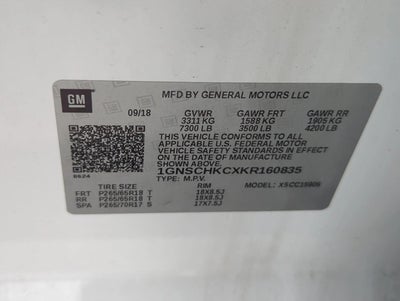 GM
MFD BY GENERAL MOTORS LLC
09/18 GVWR GAWR FRT GAWR RR
3311 KG 1588 KG 1905 KG
7300 LB 3500 LB 4200 LB
THIS VEHICLE CONFORMS TO ALL
APPLICABLE U.S. FEDERAL MOTOR
VEHICLE SAFETY STANDARDS IN EFFECT ON THE
DATE OF MANUFACTURE SHOWN ABOVE.
1GNSCHKCXKR160835
8624 TYPE: M.P.V. MODEL:
TIRE SIZE RIM
FRT P265/65R18 T 18X8.5J
RR P265/65R18 T 18X8.5J
SPA P265/70R17 S 17X7.5J